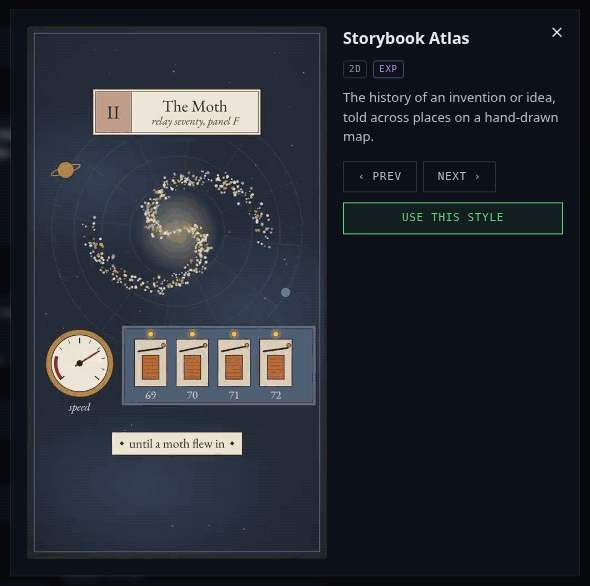 Storybook Atlas
2D EXP
The history of an invention or idea,
told across places on a hand-drawn
map.
‹ PREV NEXT ›
USE THIS STYLE
II
The Moth
relay seventy, panel F
69 70 71 72
speed
until a moth flew in